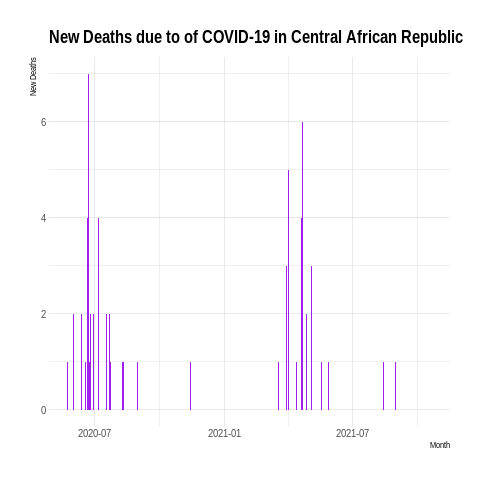 New Deaths due to of COVID-19 in Central African Republic
New Deaths
6
4
2
0
2020-07 2021-01 2021-07
Month